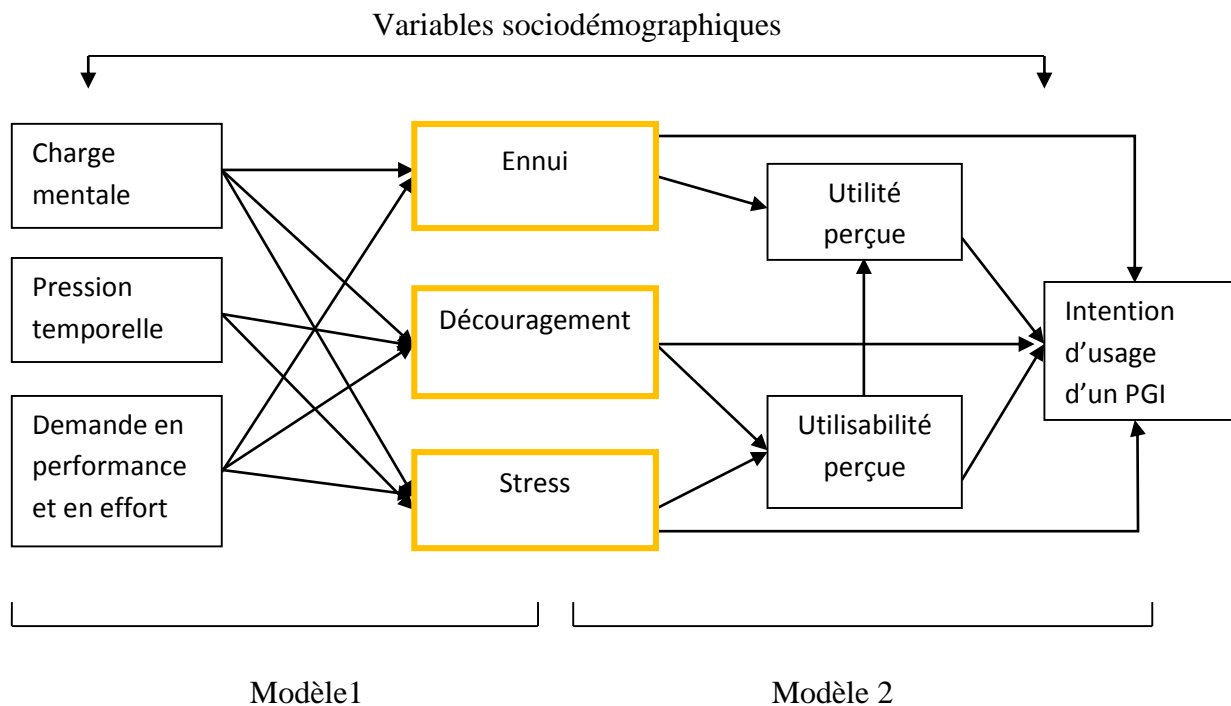 Variables sociodémographiques
Charge
mentale
Ennui
Utilité
perçue
Pression
temporelle
Découragement
Intention
d’usage
d’un PGI
Demande en
performance
et en effort
Utilisabilité
perçue
Stress
Modèle1
Modèle 2